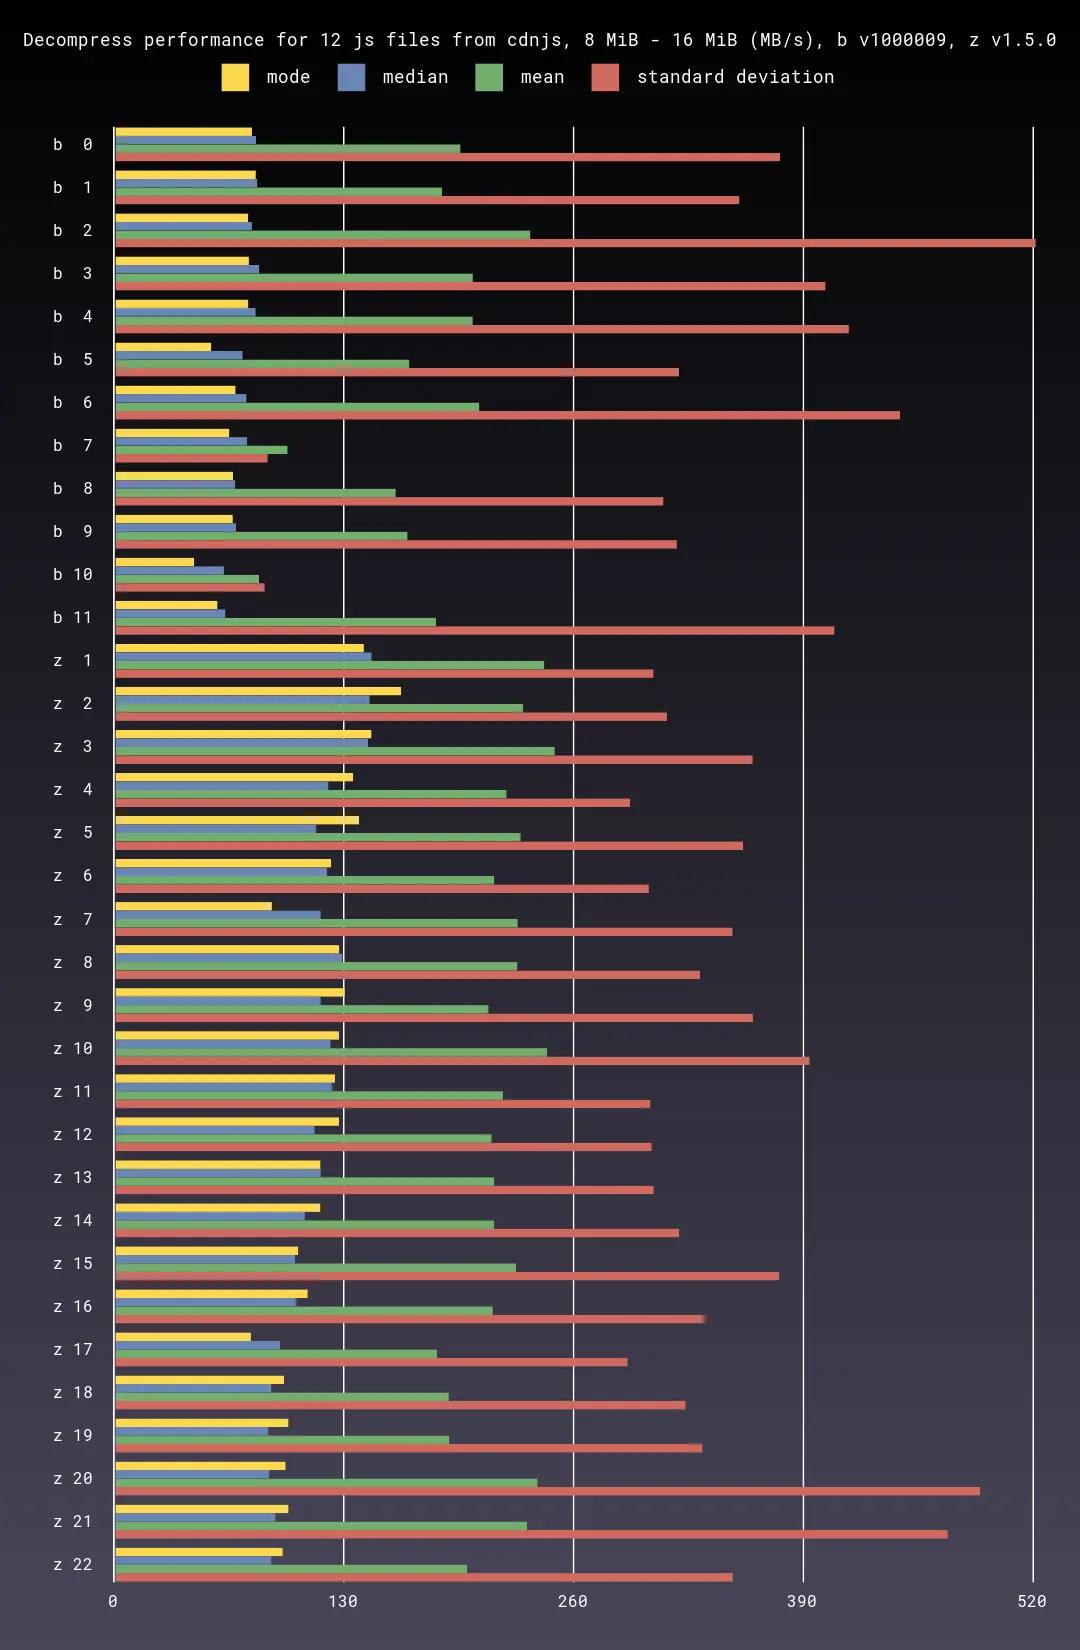 Decompress performance for 12 js files from cdnjs, 8 MiB - 16 MiB (MB/s), b v1000009, z v1.5.0
mode median mean standard deviation
b 0
b 1
b 2
b 3
b 4
b 5
b 6
b 7
b 8
b 9
b 10
b 11
z 1
z 2
z 3
z 4
z 5
z 6
z 7
z 8
z 9
z 10
z 11
z 12
z 13
z 14
z 15
z 16
z 17
z 18
z 19
z 20
z 21
z 22
0 130 260 390 520